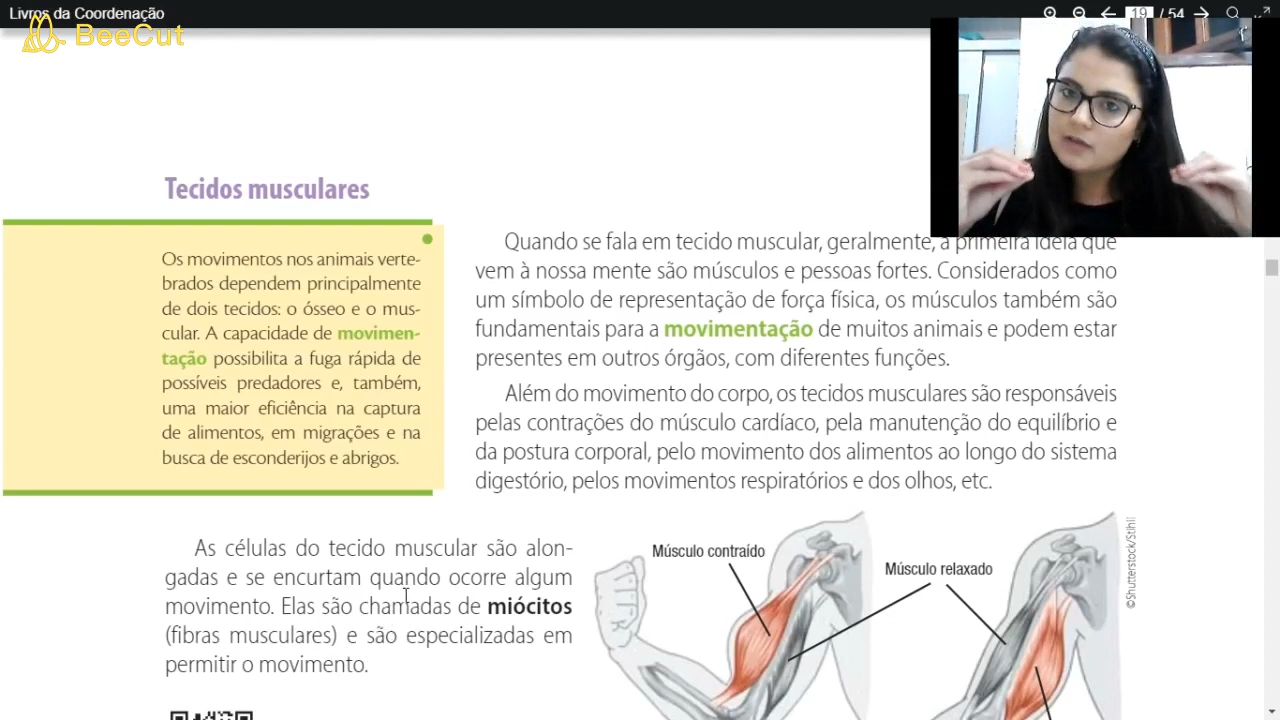 Livros da Coordenação
19 / 54
BeeCut
Tecidos musculares
Os movimentos nos animais verte-
brados dependem principalmente
de dois tecidos: o ósseo e o mus-
cular. A capacidade de movimen-
tação possibilita a fuga rápida de
possíveis predadores e, também,
uma maior eficiência na captura
de alimentos, em migrações e na
busca de esconderijos e abrigos.
Quando se fala em tecido muscular, geralmente, a primeira ideia que
vem à nossa mente são músculos e pessoas fortes. Considerados como
um símbolo de representação de força física, os músculos também são
fundamentais para a movimentação de muitos animais e podem estar
presentes em outros órgãos, com diferentes funções.
Além do movimento do corpo, os tecidos musculares são responsáveis
pelas contrações do músculo cardíaco, pela manutenção do equilíbrio e
da postura corporal, pelo movimento dos alimentos ao longo do sistema
digestório, pelos movimentos respiratórios e dos olhos, etc.
As células do tecido muscular são alon-
gadas e se encurtam quando ocorre algum
movimento. Elas são chamadas de miócitos
(fibras musculares) e são especializadas em
permitir o movimento.
Músculo contraído
Músculo relaxado
©Shutterstock/Stihii